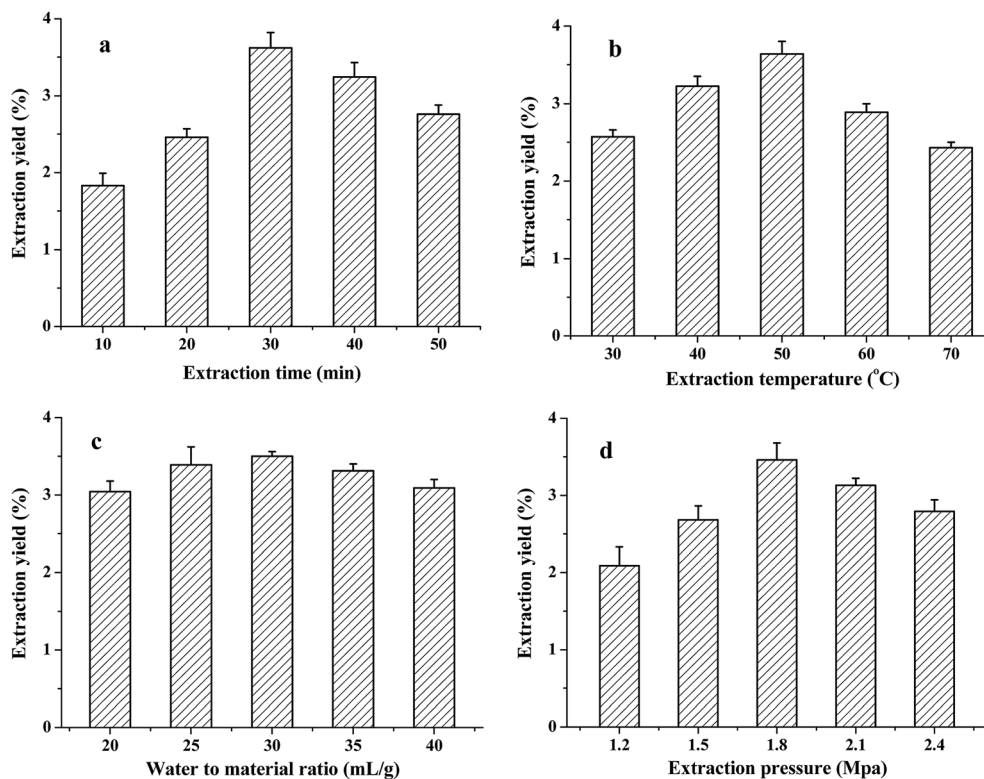 a
Extraction yield (%)
4
3
2
1
0
10 20 30 40 50
Extraction time (min)
b
Extraction yield (%)
4
3
2
1
0
30 40 50 60 70
Extraction temperature (°C)
c
Extraction yield (%)
4
3
2
1
0
20 25 30 35 40
Water to material ratio (mL/g)
d
Extraction yield (%)
4
3
2
1
0
1.2 1.5 1.8 2.1 2.4
Extraction pressure (Mpa)